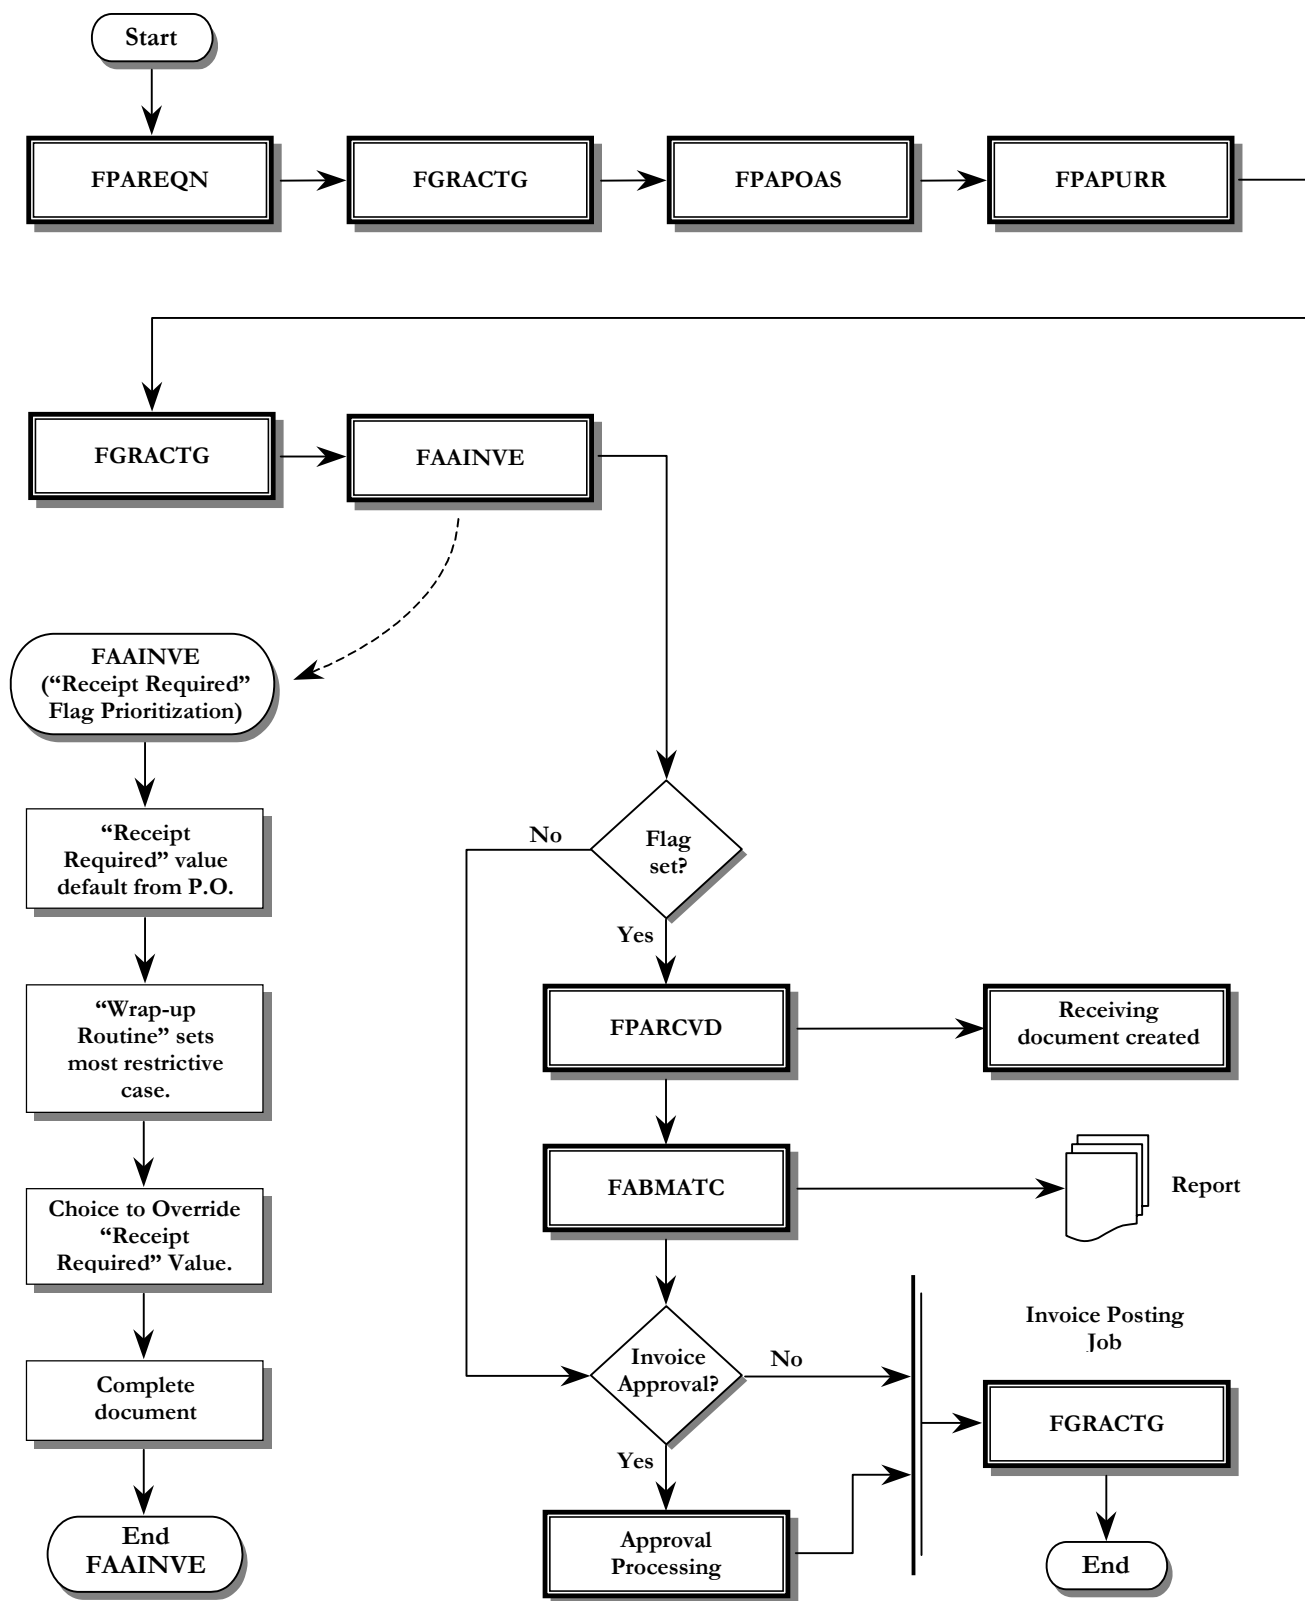 Start
FPAREQN
FGRACTG
FPAPOAS
FPAPURR
FGRACTG
FAAINVE
FAAINVE
(“Receipt Required”
Flag Prioritization)
“Receipt
Required” value
default from P.O.
“Wrap-up
Routine” sets
most restrictive
case.
Choice to Override
“Receipt
Required” Value.
Complete
document
End
FAAINVE
Flag
set?
No
Yes
FPARCVD
Receiving
document created
FABMATC
Report
Invoice
Approval?
No
Yes
Approval
Processing
Invoice Posting
Job
FGRACTG
End